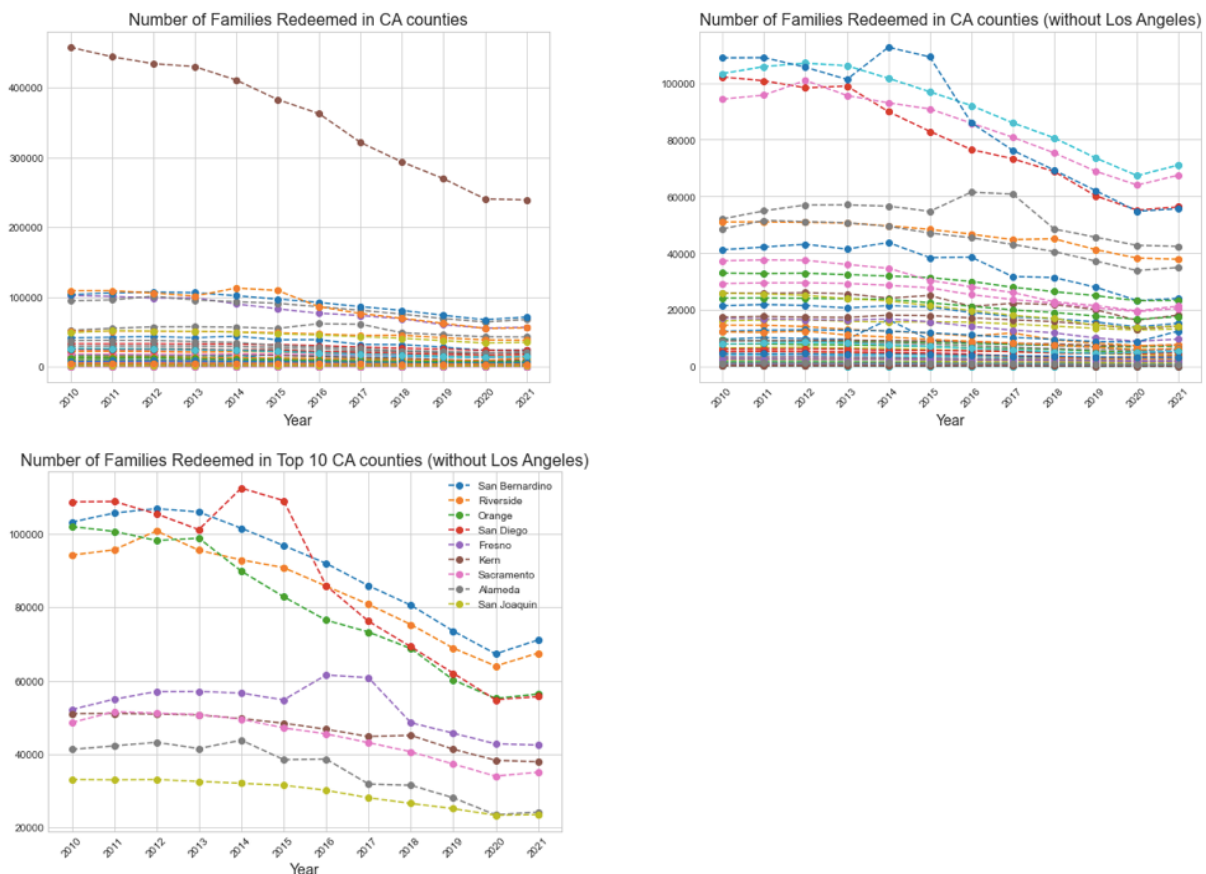 Number of Families Redeemed in CA counties
400000
300000
200000
100000
0
2010 2011 2012 2013 2014 2015 2016 2017 2018 2019 2020 2021
Year
Number of Families Redeemed in CA counties (without Los Angeles)
100000
80000
60000
40000
20000
0
2010 2011 2012 2013 2014 2015 2016 2017 2018 2019 2020 2021
Year
Number of Families Redeemed in Top 10 CA counties (without Los Angeles)
100000
80000
60000
40000
20000
San Bernardino
Riverside
Orange
San Diego
Fresno
Kern
Sacramento
Alameda
San Joaquin
2010 2011 2012 2013 2014 2015 2016 2017 2018 2019 2020 2021
Year